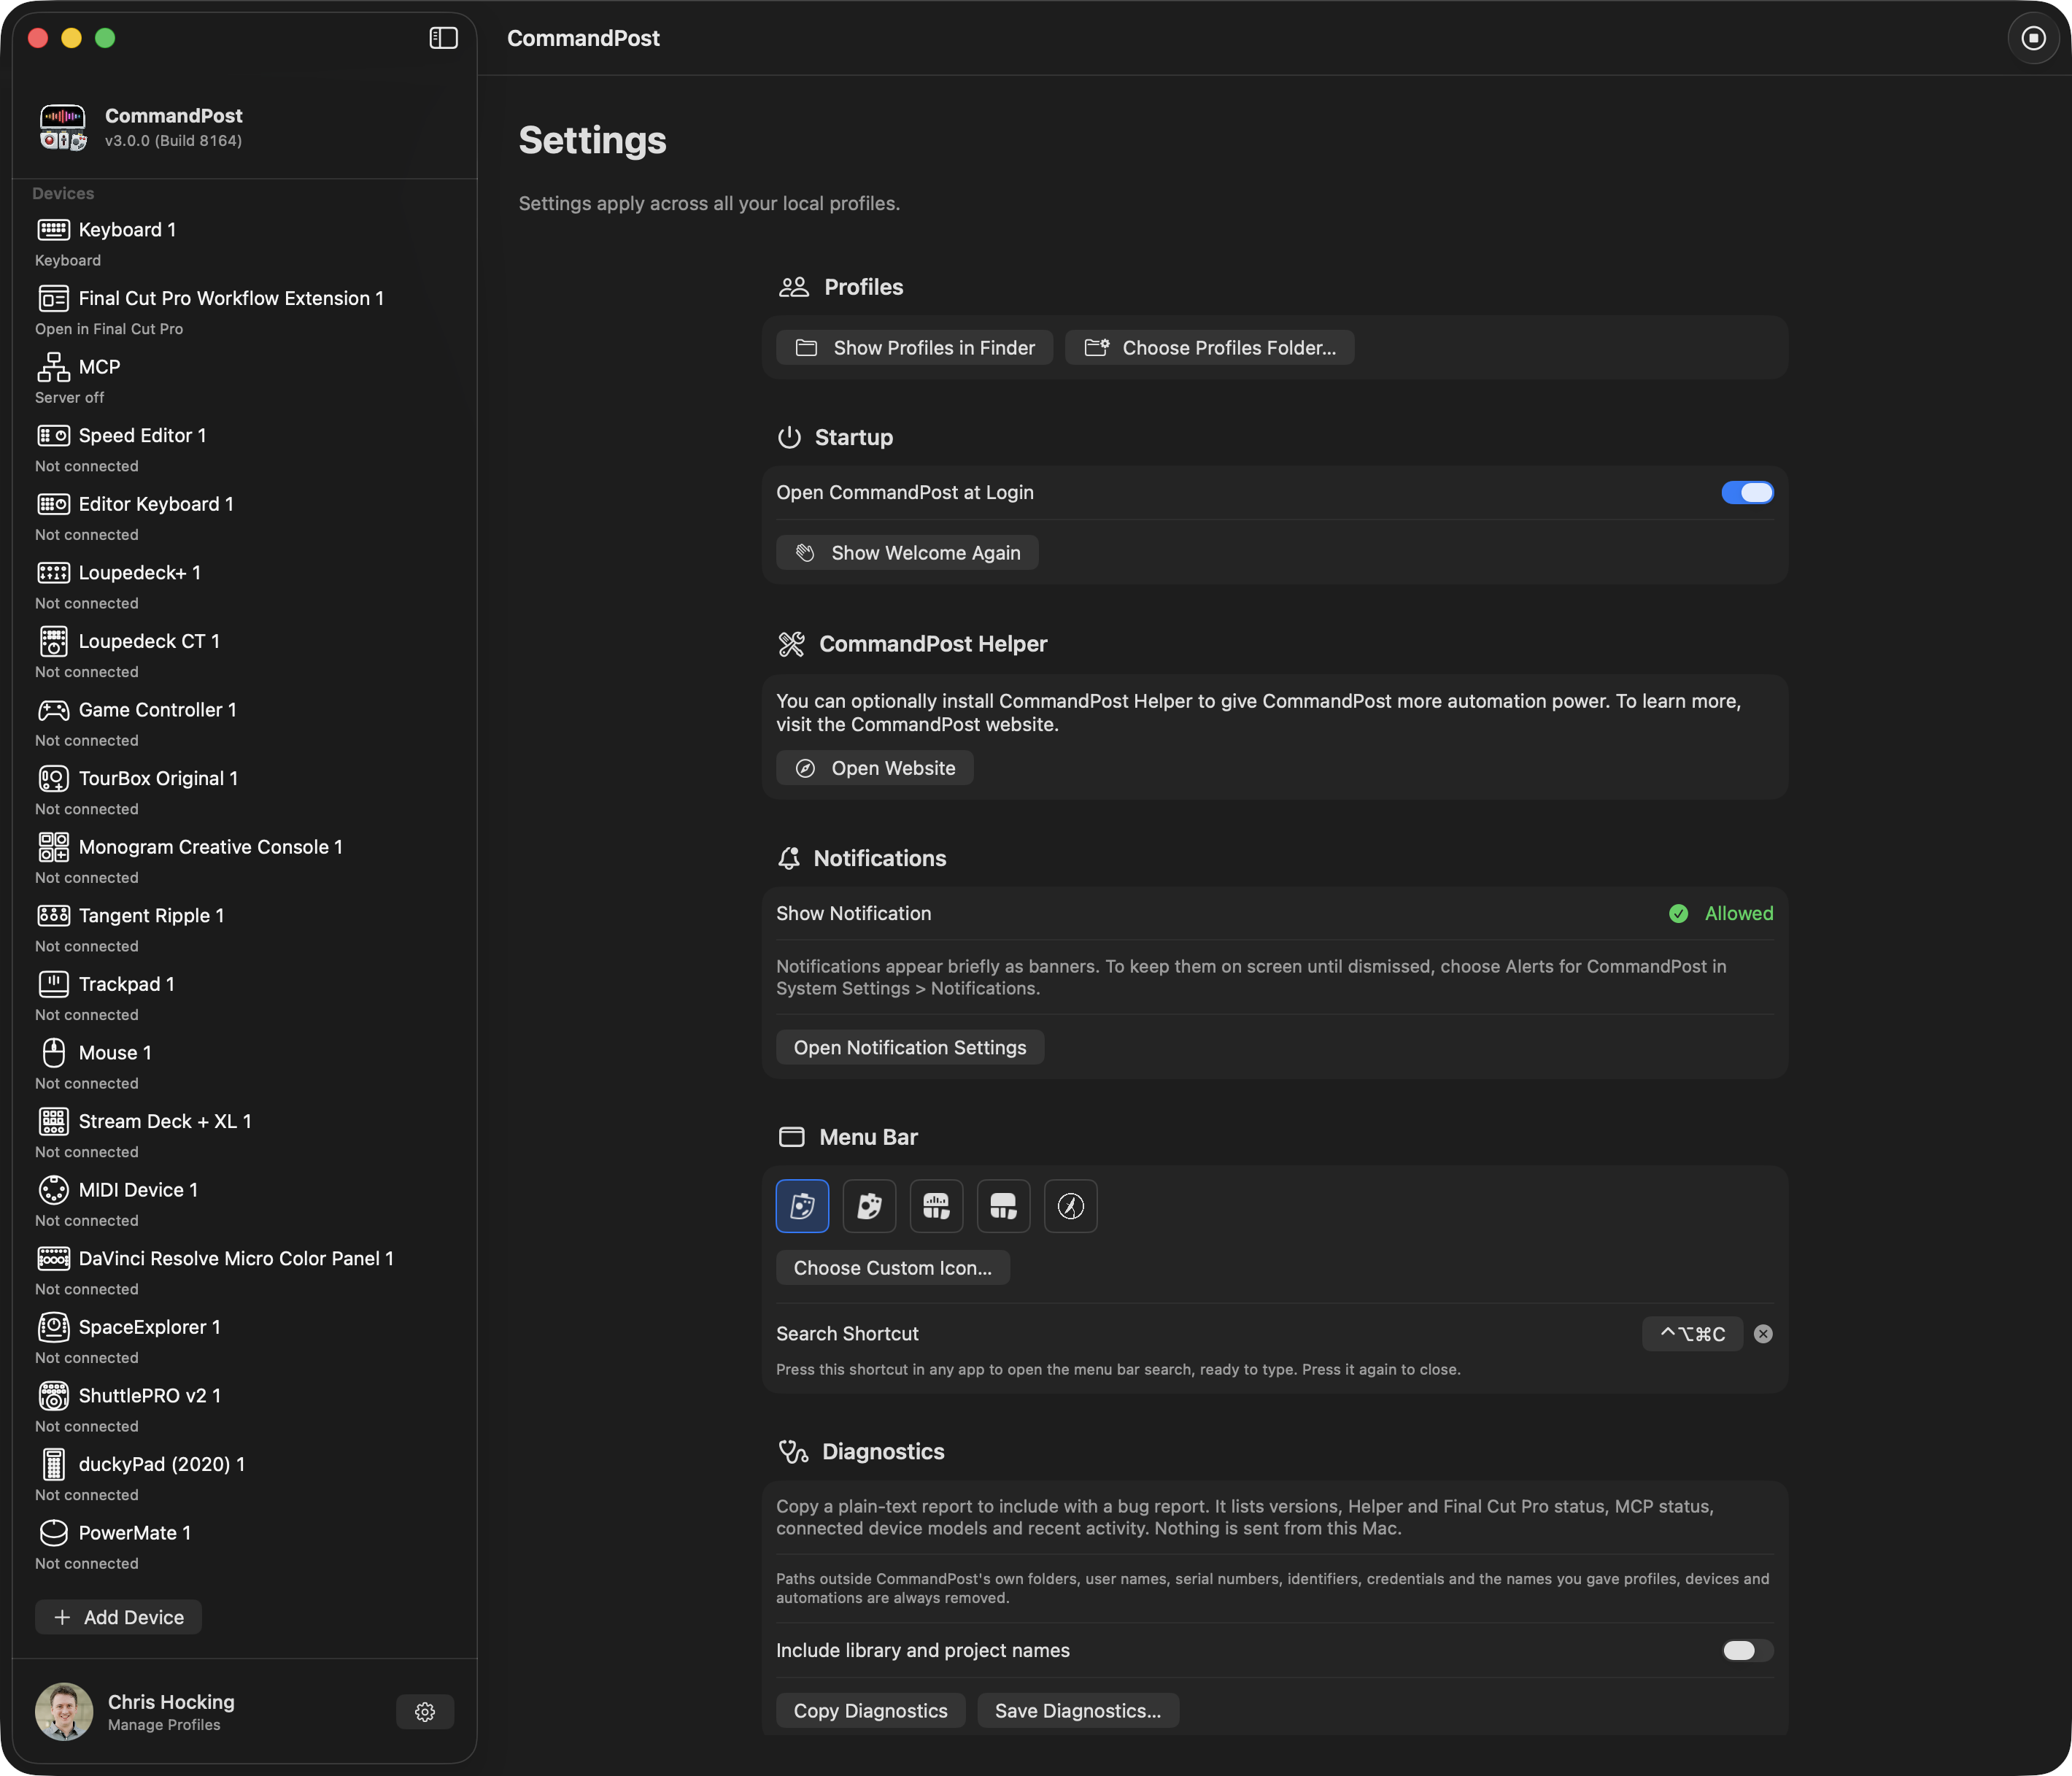 CommandPost
CommandPost
v3.0.0 (Build 8164)
Devices
Keyboard 1
Keyboard
Final Cut Pro Workflow Extension 1
Open in Final Cut Pro
MCP
Server off
Speed Editor 1
Not connected
Editor Keyboard 1
Not connected
Loupedeck+ 1
Not connected
Loupedeck CT 1
Not connected
Game Controller 1
Not connected
TourBox Original 1
Not connected
Monogram Creative Console 1
Not connected
Tangent Ripple 1
Not connected
Trackpad 1
Not connected
Mouse 1
Not connected
Stream Deck + XL 1
Not connected
MIDI Device 1
Not connected
DaVinci Resolve Micro Color Panel 1
Not connected
SpaceExplorer 1
Not connected
ShuttlePRO v2 1
Not connected
duckyPad (2020) 1
Not connected
PowerMate 1
Not connected
Add Device
Chris Hocking
Manage Profiles
Settings
Settings apply across all your local profiles.
Profiles
Show Profiles in Finder
Choose Profiles Folder...
Startup
Open CommandPost at Login
Show Welcome Again
CommandPost Helper
You can optionally install CommandPost Helper to give CommandPost more automation power. To learn more,
visit the CommandPost website.
Open Website
Notifications
Show Notification
Allowed
Notifications appear briefly as banners. To keep them on screen until dismissed, choose Alerts for CommandPost in
System Settings > Notifications.
Open Notification Settings
Menu Bar
Choose Custom Icon...
Search Shortcut
^⌥⌘C
Press this shortcut in any app to open the menu bar search, ready to type. Press it again to close.
Diagnostics
Copy a plain-text report to include with a bug report. It lists versions, Helper and Final Cut Pro status, MCP status,
connected device models and recent activity. Nothing is sent from this Mac.
Paths outside CommandPost's own folders, user names, serial numbers, identifiers, credentials and the names you gave profiles, devices and
automations are always removed.
Include library and project names
Copy Diagnostics
Save Diagnostics...